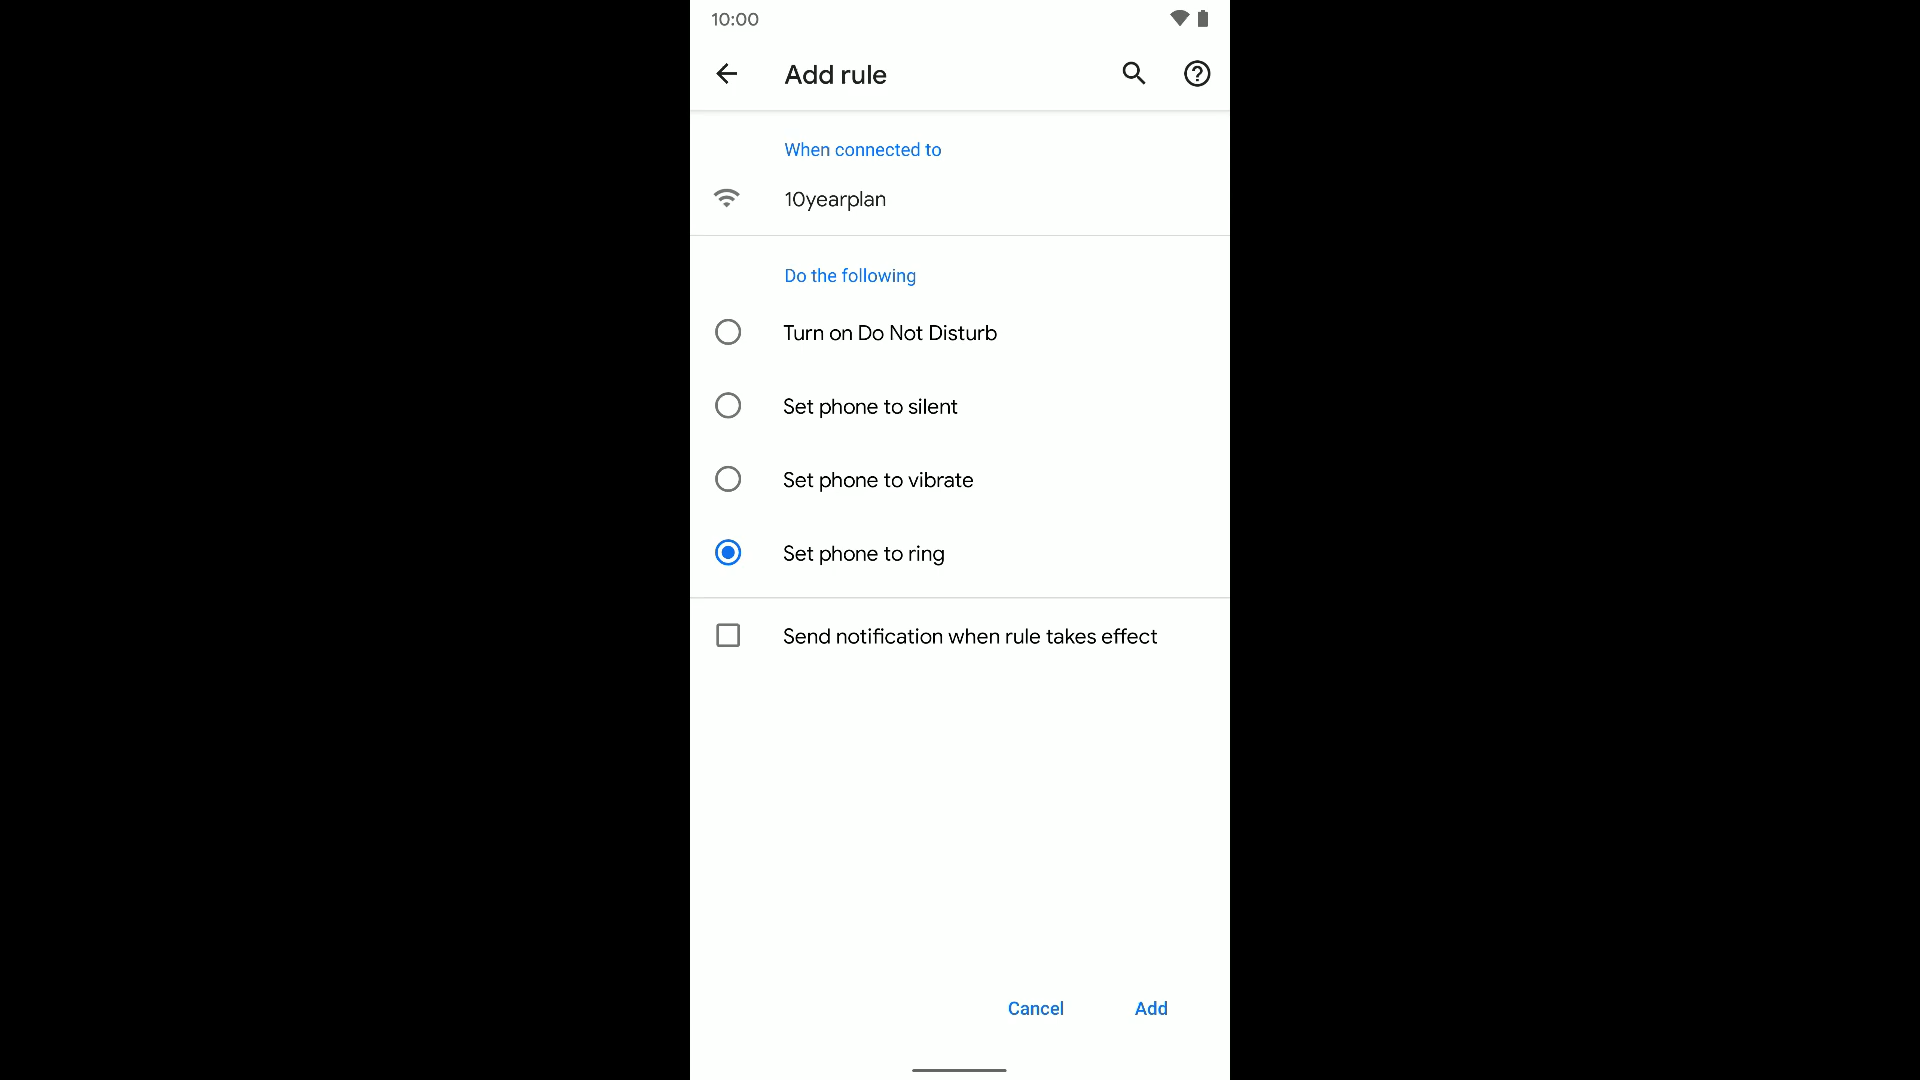 10:00
Add rule
When connected to
10yearplan
Do the following
Turn on Do Not Disturb
Set phone to silent
Set phone to vibrate
Set phone to ring
Send notification when rule takes effect
Cancel Add